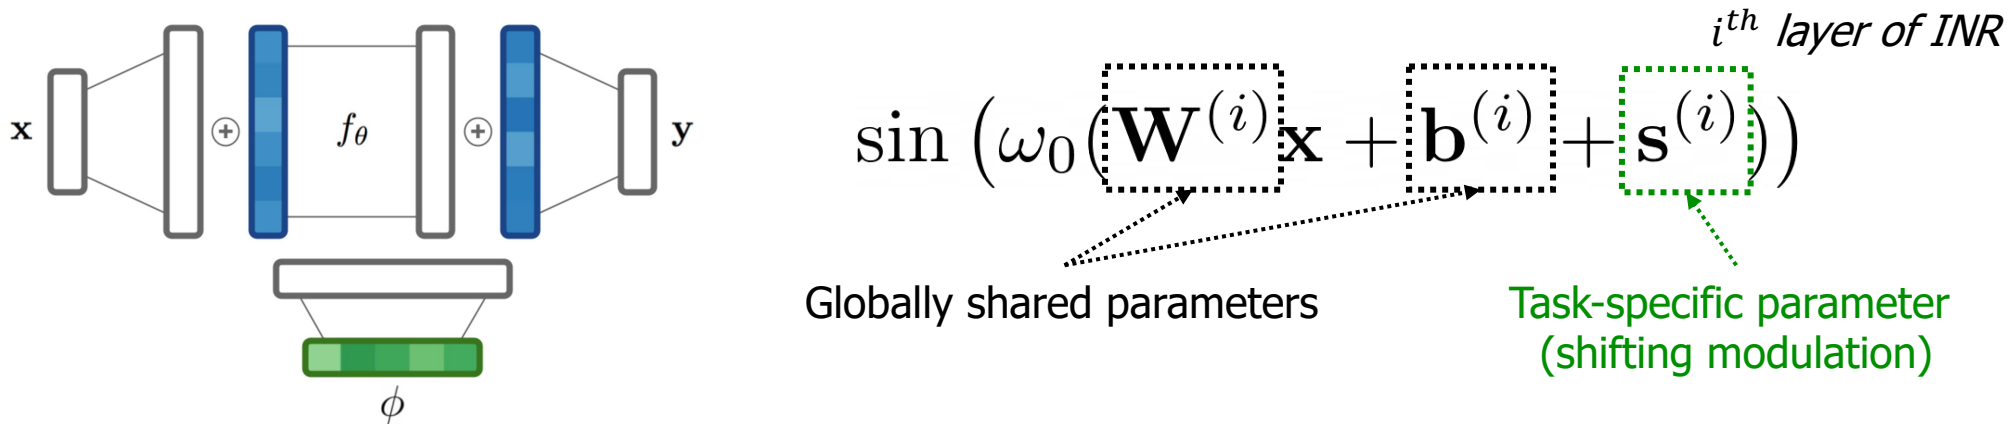 x ⊕ f_θ ⊕ y
ϕ
i^{th} layer of INR
sin (ω_0(W^{(i)}x + b^{(i)} + s^{(i)}))
Globally shared parameters
Task-specific parameter
(shifting modulation)